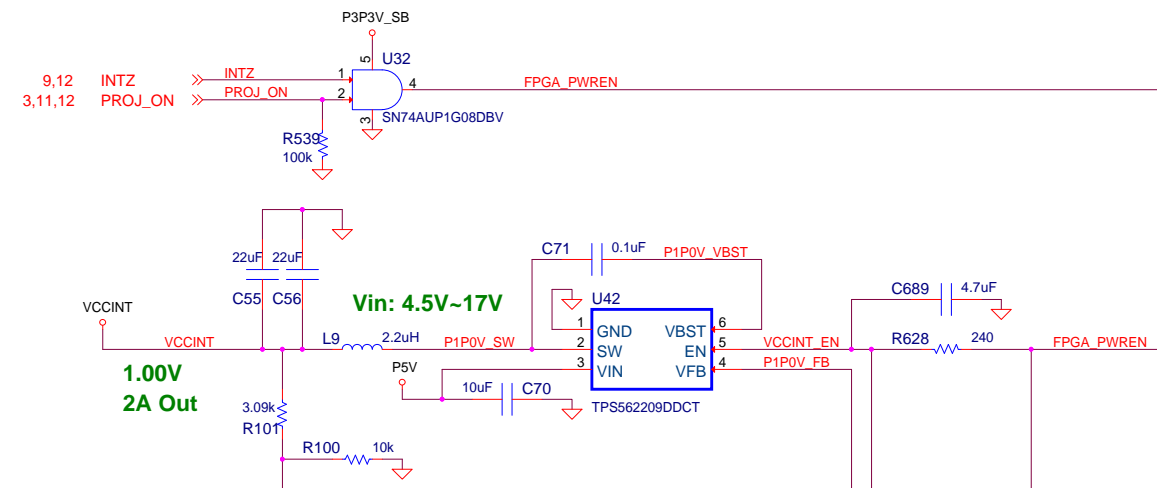 P3P3V_SB
5
U32
9,12 INTZ INTZ 1
4 FPGA_PWREN
3,11,12 PROJ_ON PROJ_ON 2
3
SN74AUP1G08DBV
R539
100k
22uF 22uF
C55 C56
C71 0.1uF P1P0V_VBST
Vin: 4.5V~17V
U42
C689 4.7uF
VCCINT
VCCINT L9 2.2uH P1P0V_SW
1 GND VBST 6
2 SW EN 5 VCCINT_EN R628 240 FPGA_PWREN
3 VIN VFB 4 P1P0V_FB
1.00V
2A Out
P5V
10uF C70
TPS562209DDCT
3.09k
R101
R100 10k